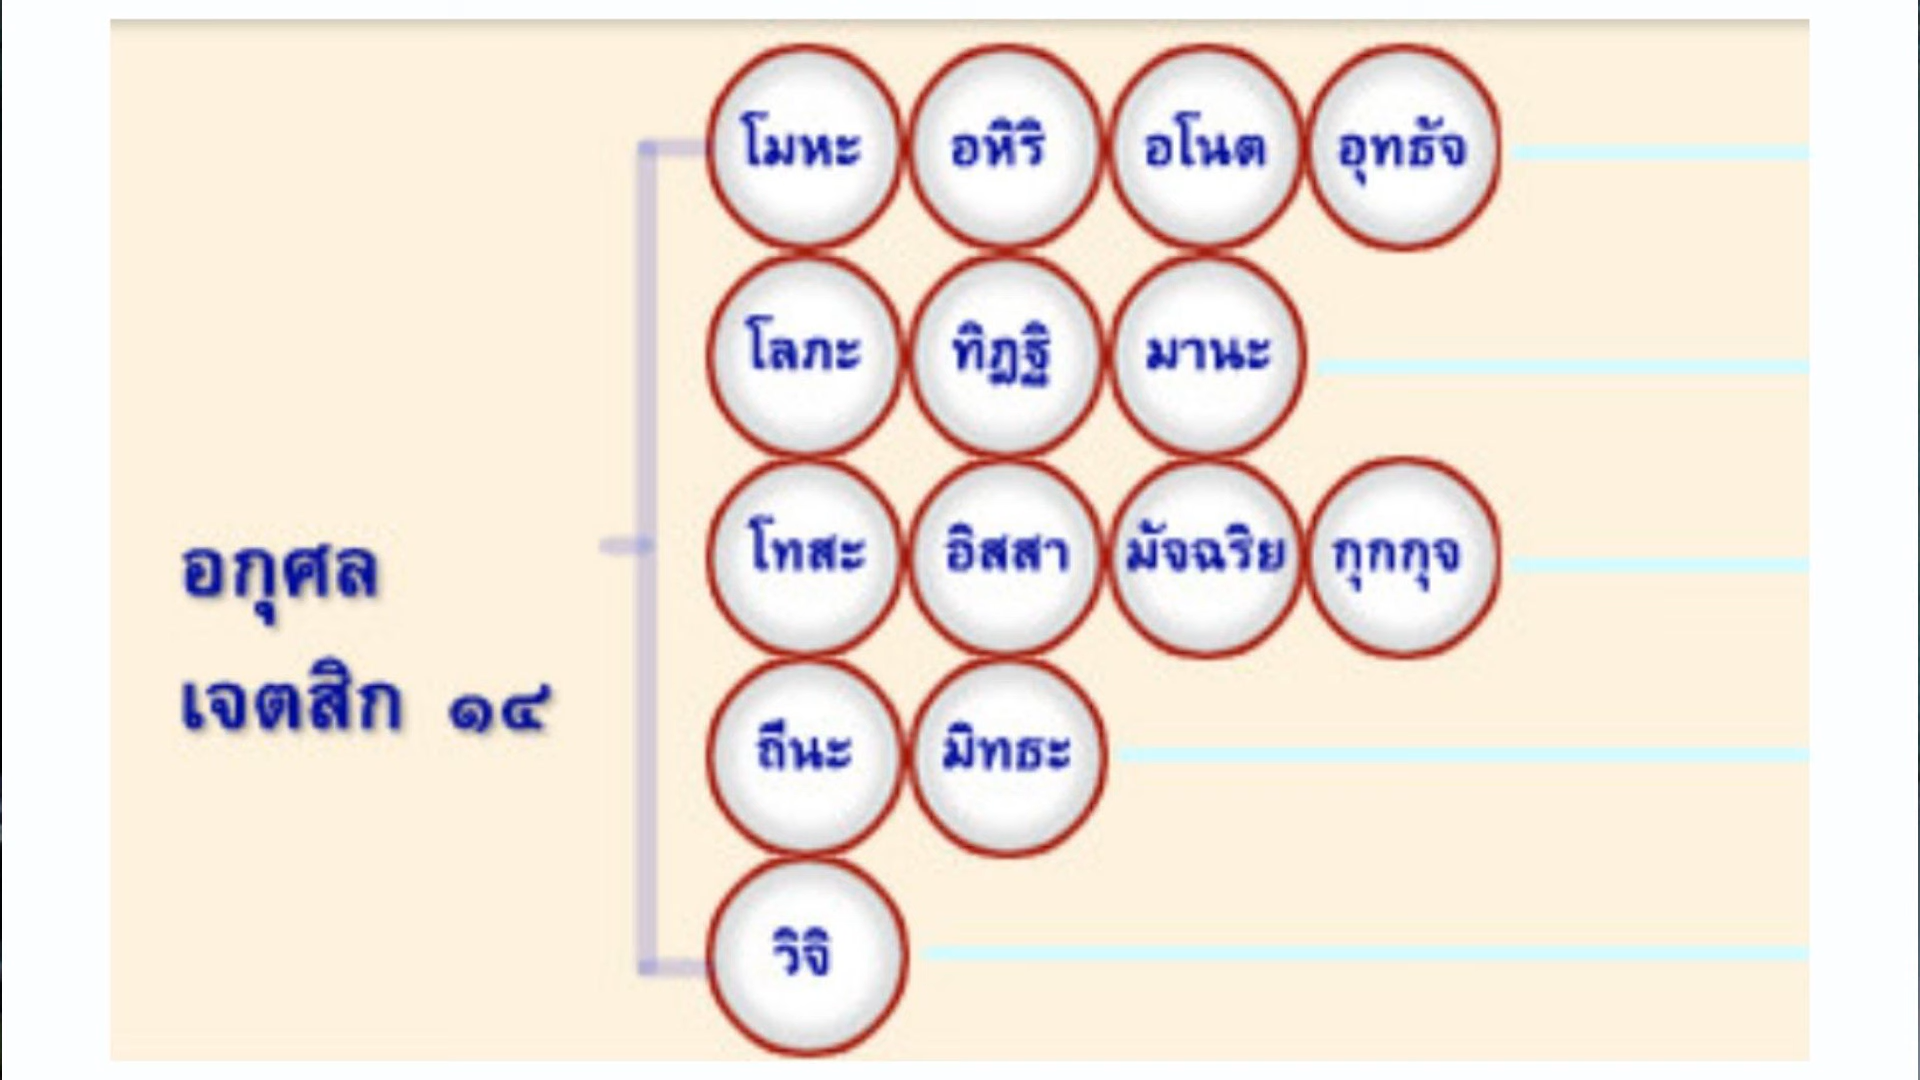 โมหะ อหิริ อโนต อุทธัจ
โลภะ ทิฏฐิ มานะ
โทสะ อิสสา มัจฉริย กุกกุจ
อกุศล
เจตสิก ๑๔
ถีนะ มิทธะ
วิจิ